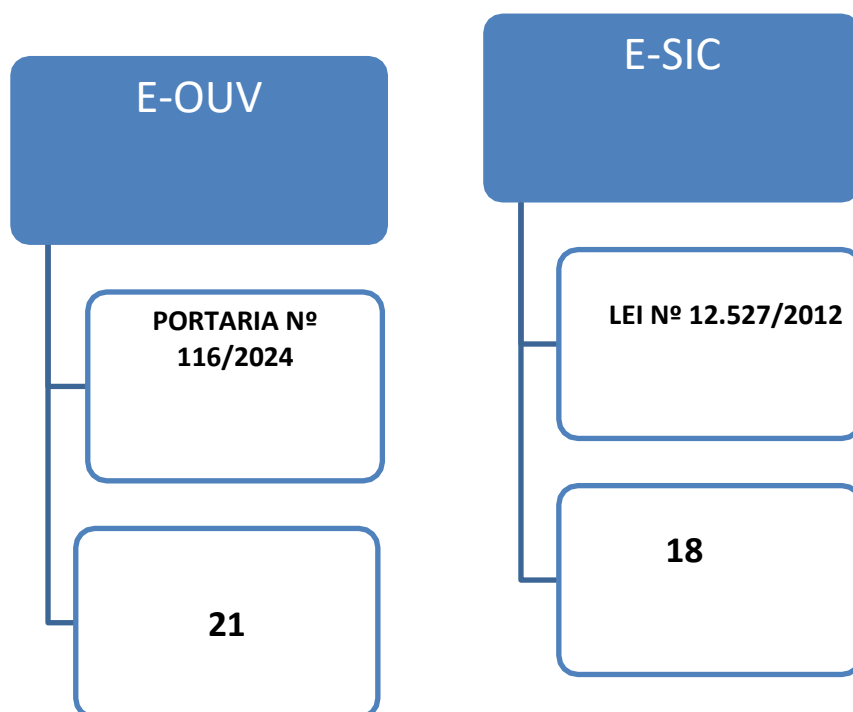 E-OUV
PORTARIA Nº
116/2024
21
E-SIC
LEI Nº 12.527/2012
18